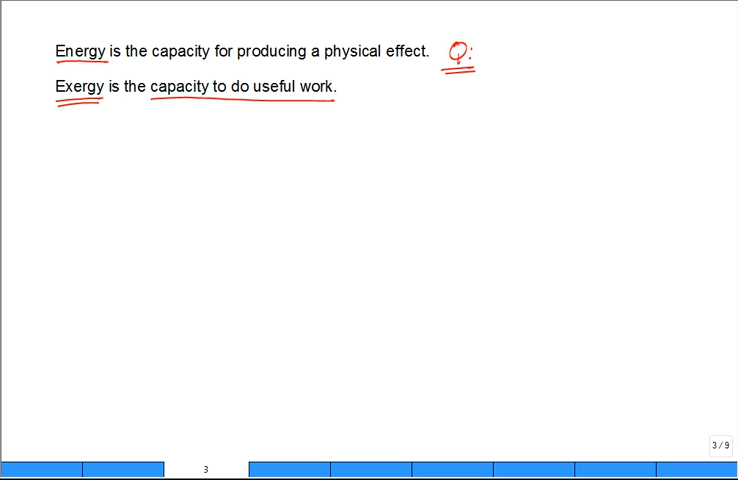 Energy is the capacity for producing a physical effect. Q:
Exergy is the capacity to do useful work.
3 / 9
3